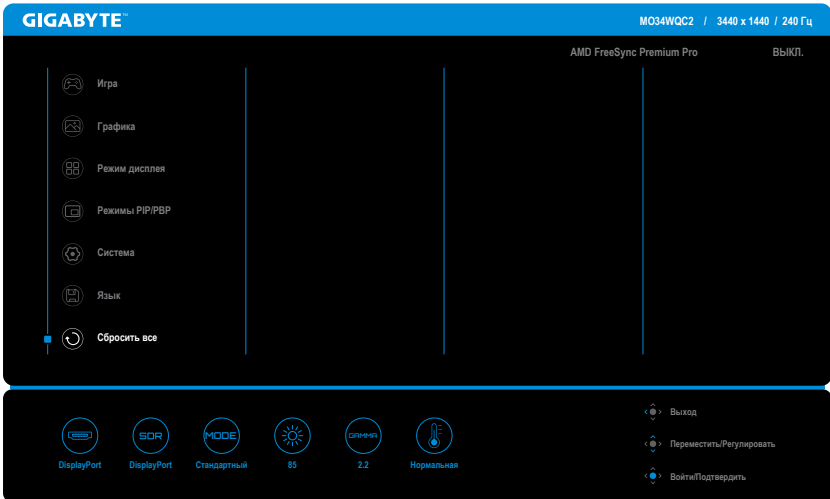 GIGABYTE™
MO34WQC2 / 3440 x 1440 / 240 Гц
AMD FreeSync Premium Pro ВЫКЛ.
Игра
Графика
Режим дисплея
Режимы PIP/PBP
Система
Язык
Сбросить все
SDR MODE GAMMA
DisplayPort DisplayPort Стандартный 85 2.2 Нормальная
Выход
Переместить/Регулировать
Войти/Подтвердить